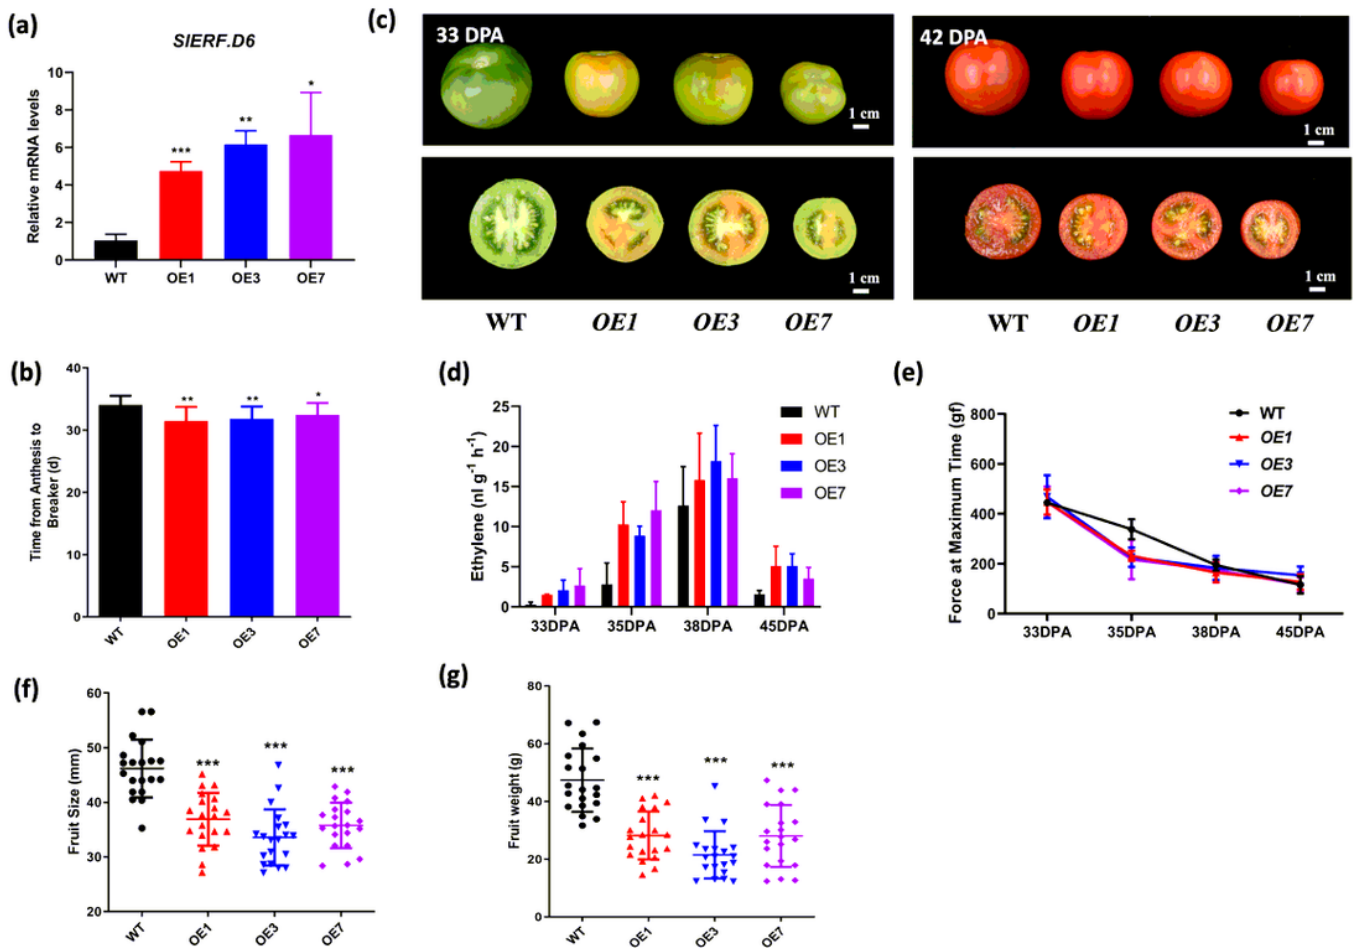 (a)
SlERF.D6
Relative mRNA levels
10
8
6
4
2
0
***
**
*
WT OE1 OE3 OE7
(c)
33 DPA
1 cm
1 cm
42 DPA
1 cm
1 cm
WT OE1 OE3 OE7
WT OE1 OE3 OE7
(b)
Time from Anthesis to
Breaker (d)
40
30
20
10
0
**
**
*
WT OE1 OE3 OE7
(d)
Ethylene (nl g-1 h-1)
25
20
15
10
5
0
WT
OE1
OE3
OE7
33DPA 35DPA 38DPA 45DPA
(e)
Force at Maximum Time (gf)
800
600
400
200
0
WT
OE1
OE3
OE7
33DPA 35DPA 38DPA 45DPA
(f)
Fruit Size (mm)
60
50
40
30
20
***
***
***
WT OE1 OE3 OE7
(g)
Fruit weight (g)
80
60
40
20
0
***
***
***
WT OE1 OE3 OE7